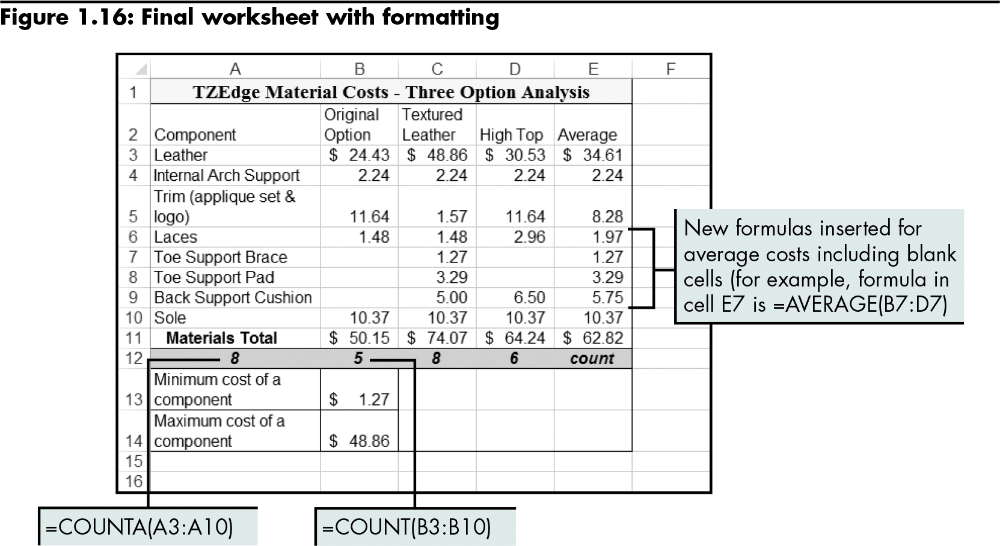 Figure 1.16: Final worksheet with formatting
A B C D E F
1 TZEdge Material Costs - Three Option Analysis
2 Component Original Option Textured Leather High Top Average
3 Leather $ 24.43 $ 48.86 $ 30.53 $ 34.61
4 Internal Arch Support 2.24 2.24 2.24 2.24
5 Trim (applique set & logo) 11.64 1.57 11.64 8.28
6 Laces 1.48 1.48 2.96 1.97
7 Toe Support Brace 1.27 1.27
8 Toe Support Pad 3.29 3.29
9 Back Support Cushion 5.00 6.50 5.75
10 Sole 10.37 10.37 10.37 10.37
11 Materials Total $ 50.15 $ 74.07 $ 64.24 $ 62.82
12 8 5 8 6 count
13 Minimum cost of a component $ 1.27
14 Maximum cost of a component $ 48.86
15
16
New formulas inserted for
average costs including blank
cells (for example, formula in
cell E7 is =AVERAGE(B7:D7)
=COUNTA(A3:A10)
=COUNT(B3:B10)